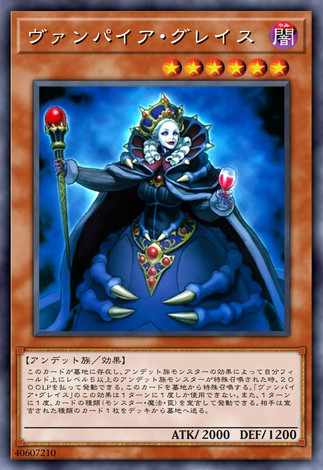 ヴァンパイア・グレイス
闇
やみ
【アンデット族/効果】
このカードが墓地に存在し、アンデット族モンスターの効果によって自分フィ
ールド上にレベル5以上のアンデット族モンスターが特殊召喚された時、20
00LPを払って発動できる。このカードを墓地から特殊召喚する。「ヴァンパイ
ア・グレイス」のこの効果は1ターンに1度しか使用できない。また、1ターン
に1度、カードの種類(モンスター・魔法・罠)を宣言して発動できる。相手は宣
言された種類のカード1枚をデッキから墓地へ送る。
ATK/ 2000 DEF/1200
40607210